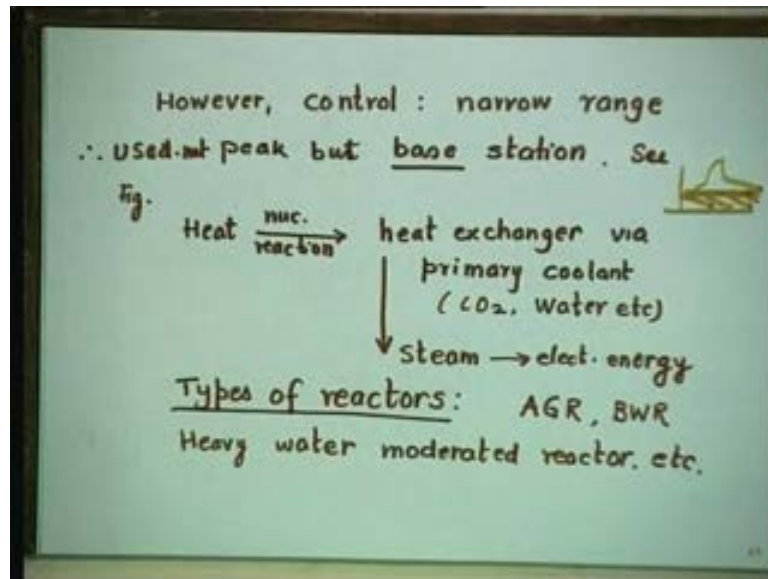 However, control : narrow range
∴ used not peak but base station. See
Fig.
Heat nuc. reaction → heat exchanger via
primary coolant
(CO₂, Water etc)
↓ Steam → elect. energy
Types of reactors: AGR, BWR
Heavy water moderated reactor. etc.